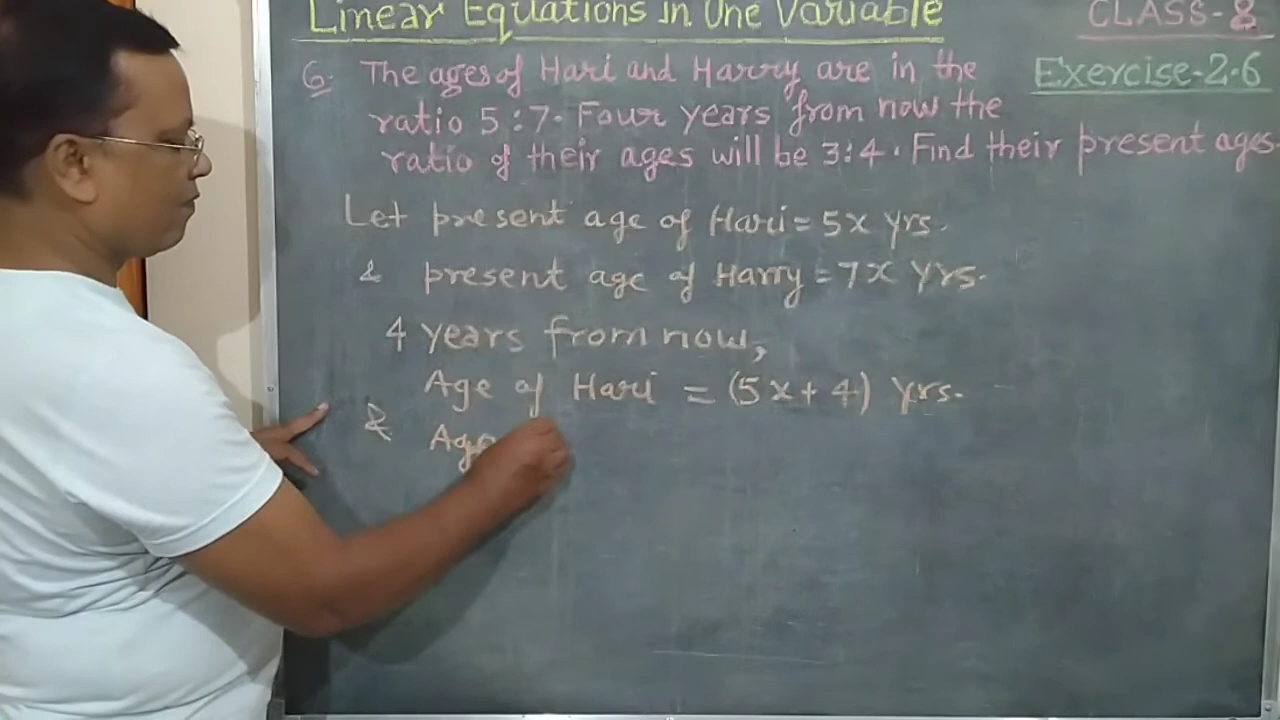 Linear Equations in One Variable
CLASS-8
Exercise-2.6
6. The ages of Hari and Harry are in the
ratio 5:7. Four years from now the
ratio of their ages will be 3:4. Find their present ages.
Let present age of Hari = 5x yrs.
& present age of Harry = 7x yrs.
4 years from now,
Age of Hari = (5x + 4) yrs.
& Age